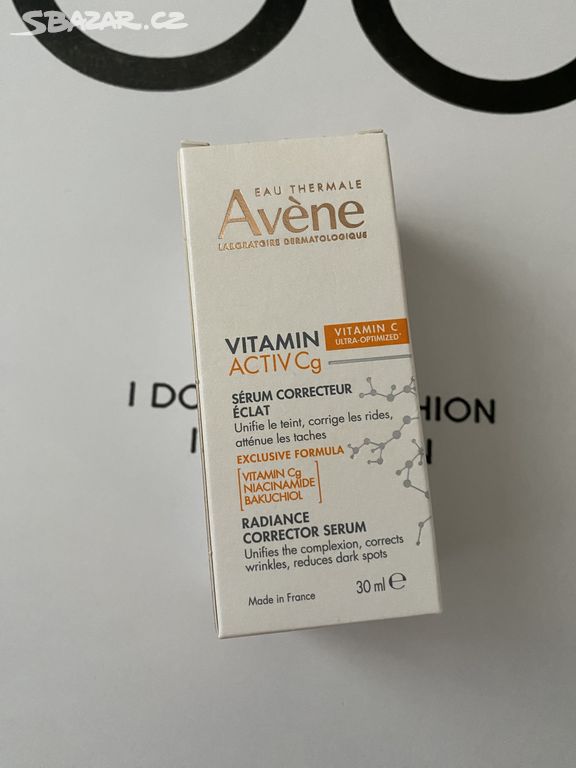 SBAZAR.CZ
EAU THERMALE
Avène
LABORATOIRE DERMATOLOGIQUE
VITAMIN
ACTIV Cg
VITAMIN C
ULTRA-OPTIMIZED*
SÉRUM CORRECTEUR
ÉCLAT
Unifie le teint, corrige les rides,
atténue les taches
EXCLUSIVE FORMULA
VITAMIN Cg
NIACINAMIDE
BAKUCHIOL
RADIANCE
CORRECTOR SERUM
Unifies the complexion, corrects
wrinkles, reduces dark spots
30 ml e
Made in France
I DO
HION
I
N